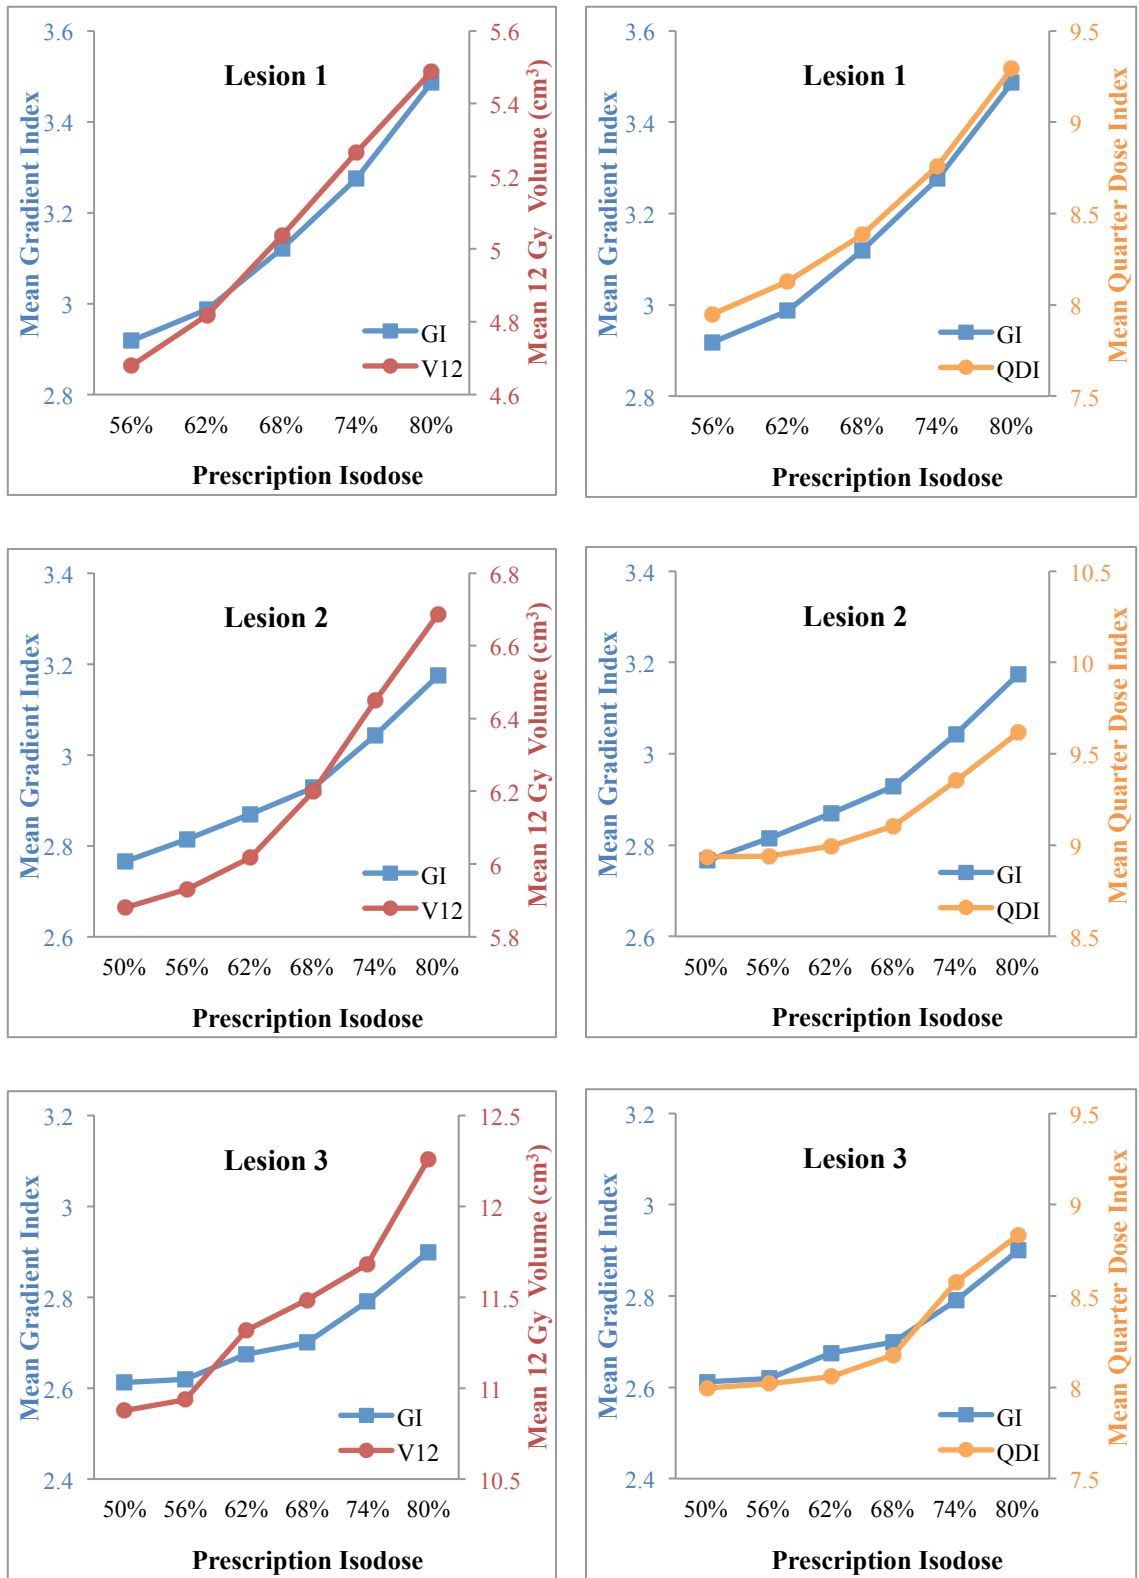 Lesion 1
Mean Gradient Index
3.6
3.4
3.2
3
2.8
5.6
5.4
5.2
5
4.8
4.6
Mean 12 Gy Volume (cm³)
GI
V12
56% 62% 68% 74% 80%
Prescription Isodose
Lesion 1
Mean Gradient Index
3.6
3.4
3.2
3
2.8
9.5
9
8.5
8
7.5
Mean Quarter Dose Index
GI
QDI
56% 62% 68% 74% 80%
Prescription Isodose
Lesion 2
Mean Gradient Index
3.4
3.2
3
2.8
2.6
6.8
6.6
6.4
6.2
6
5.8
Mean 12 Gy Volume (cm³)
GI
V12
50% 56% 62% 68% 74% 80%
Prescription Isodose
Lesion 2
Mean Gradient Index
3.4
3.2
3
2.8
2.6
10.5
10
9.5
9
8.5
Mean Quarter Dose Index
GI
QDI
50% 56% 62% 68% 74% 80%
Prescription Isodose
Lesion 3
Mean Gradient Index
3.2
3
2.8
2.6
2.4
12.5
12
11.5
11
10.5
Mean 12 Gy Volume (cm³)
GI
V12
50% 56% 62% 68% 74% 80%
Prescription Isodose
Lesion 3
Mean Gradient Index
3.2
3
2.8
2.6
2.4
9.5
9
8.5
8
7.5
Mean Quarter Dose Index
GI
QDI
50% 56% 62% 68% 74% 80%
Prescription Isodose